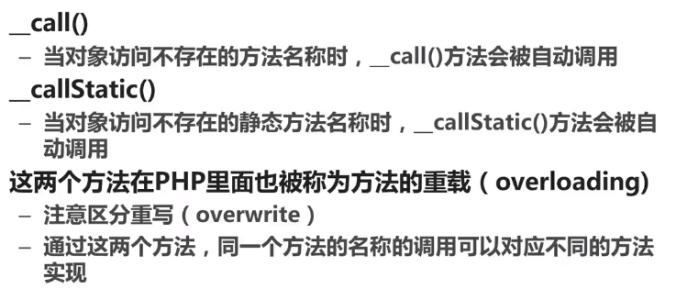 __call()
– 当对象访问不存在的方法名称时，__call()方法会被自动调用
__callStatic()
– 当对象访问不存在的静态方法名称时，__callStatic()方法会被自
动调用
这两个方法在PHP里面也被称为方法的重载（overloading)
– 注意区分重写（overwrite）
– 通过这两个方法，同一个方法的名称的调用可以对应不同的方法
实现